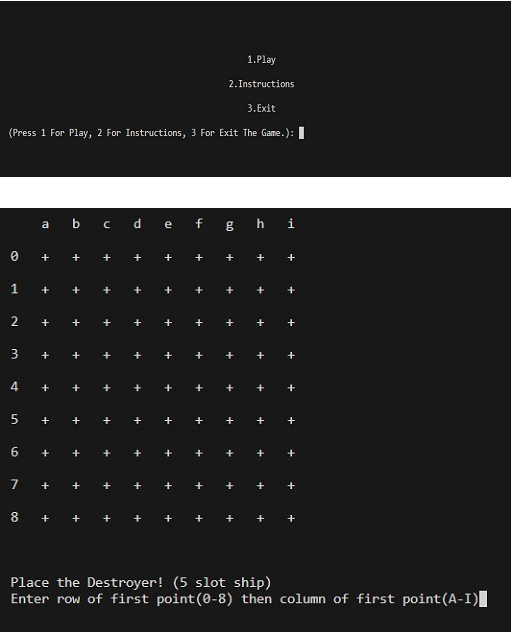 1.Play
2.Instructions
3.Exit
(Press 1 For Play, 2 For Instructions, 3 For Exit The Game.):
a b c d e f g h i
0 + + + + + + + + +
1 + + + + + + + + +
2 + + + + + + + + +
3 + + + + + + + + +
4 + + + + + + + + +
5 + + + + + + + + +
6 + + + + + + + + +
7 + + + + + + + + +
8 + + + + + + + + +
Place the Destroyer! (5 slot ship)
Enter row of first point(0-8) then column of first point(A-I)